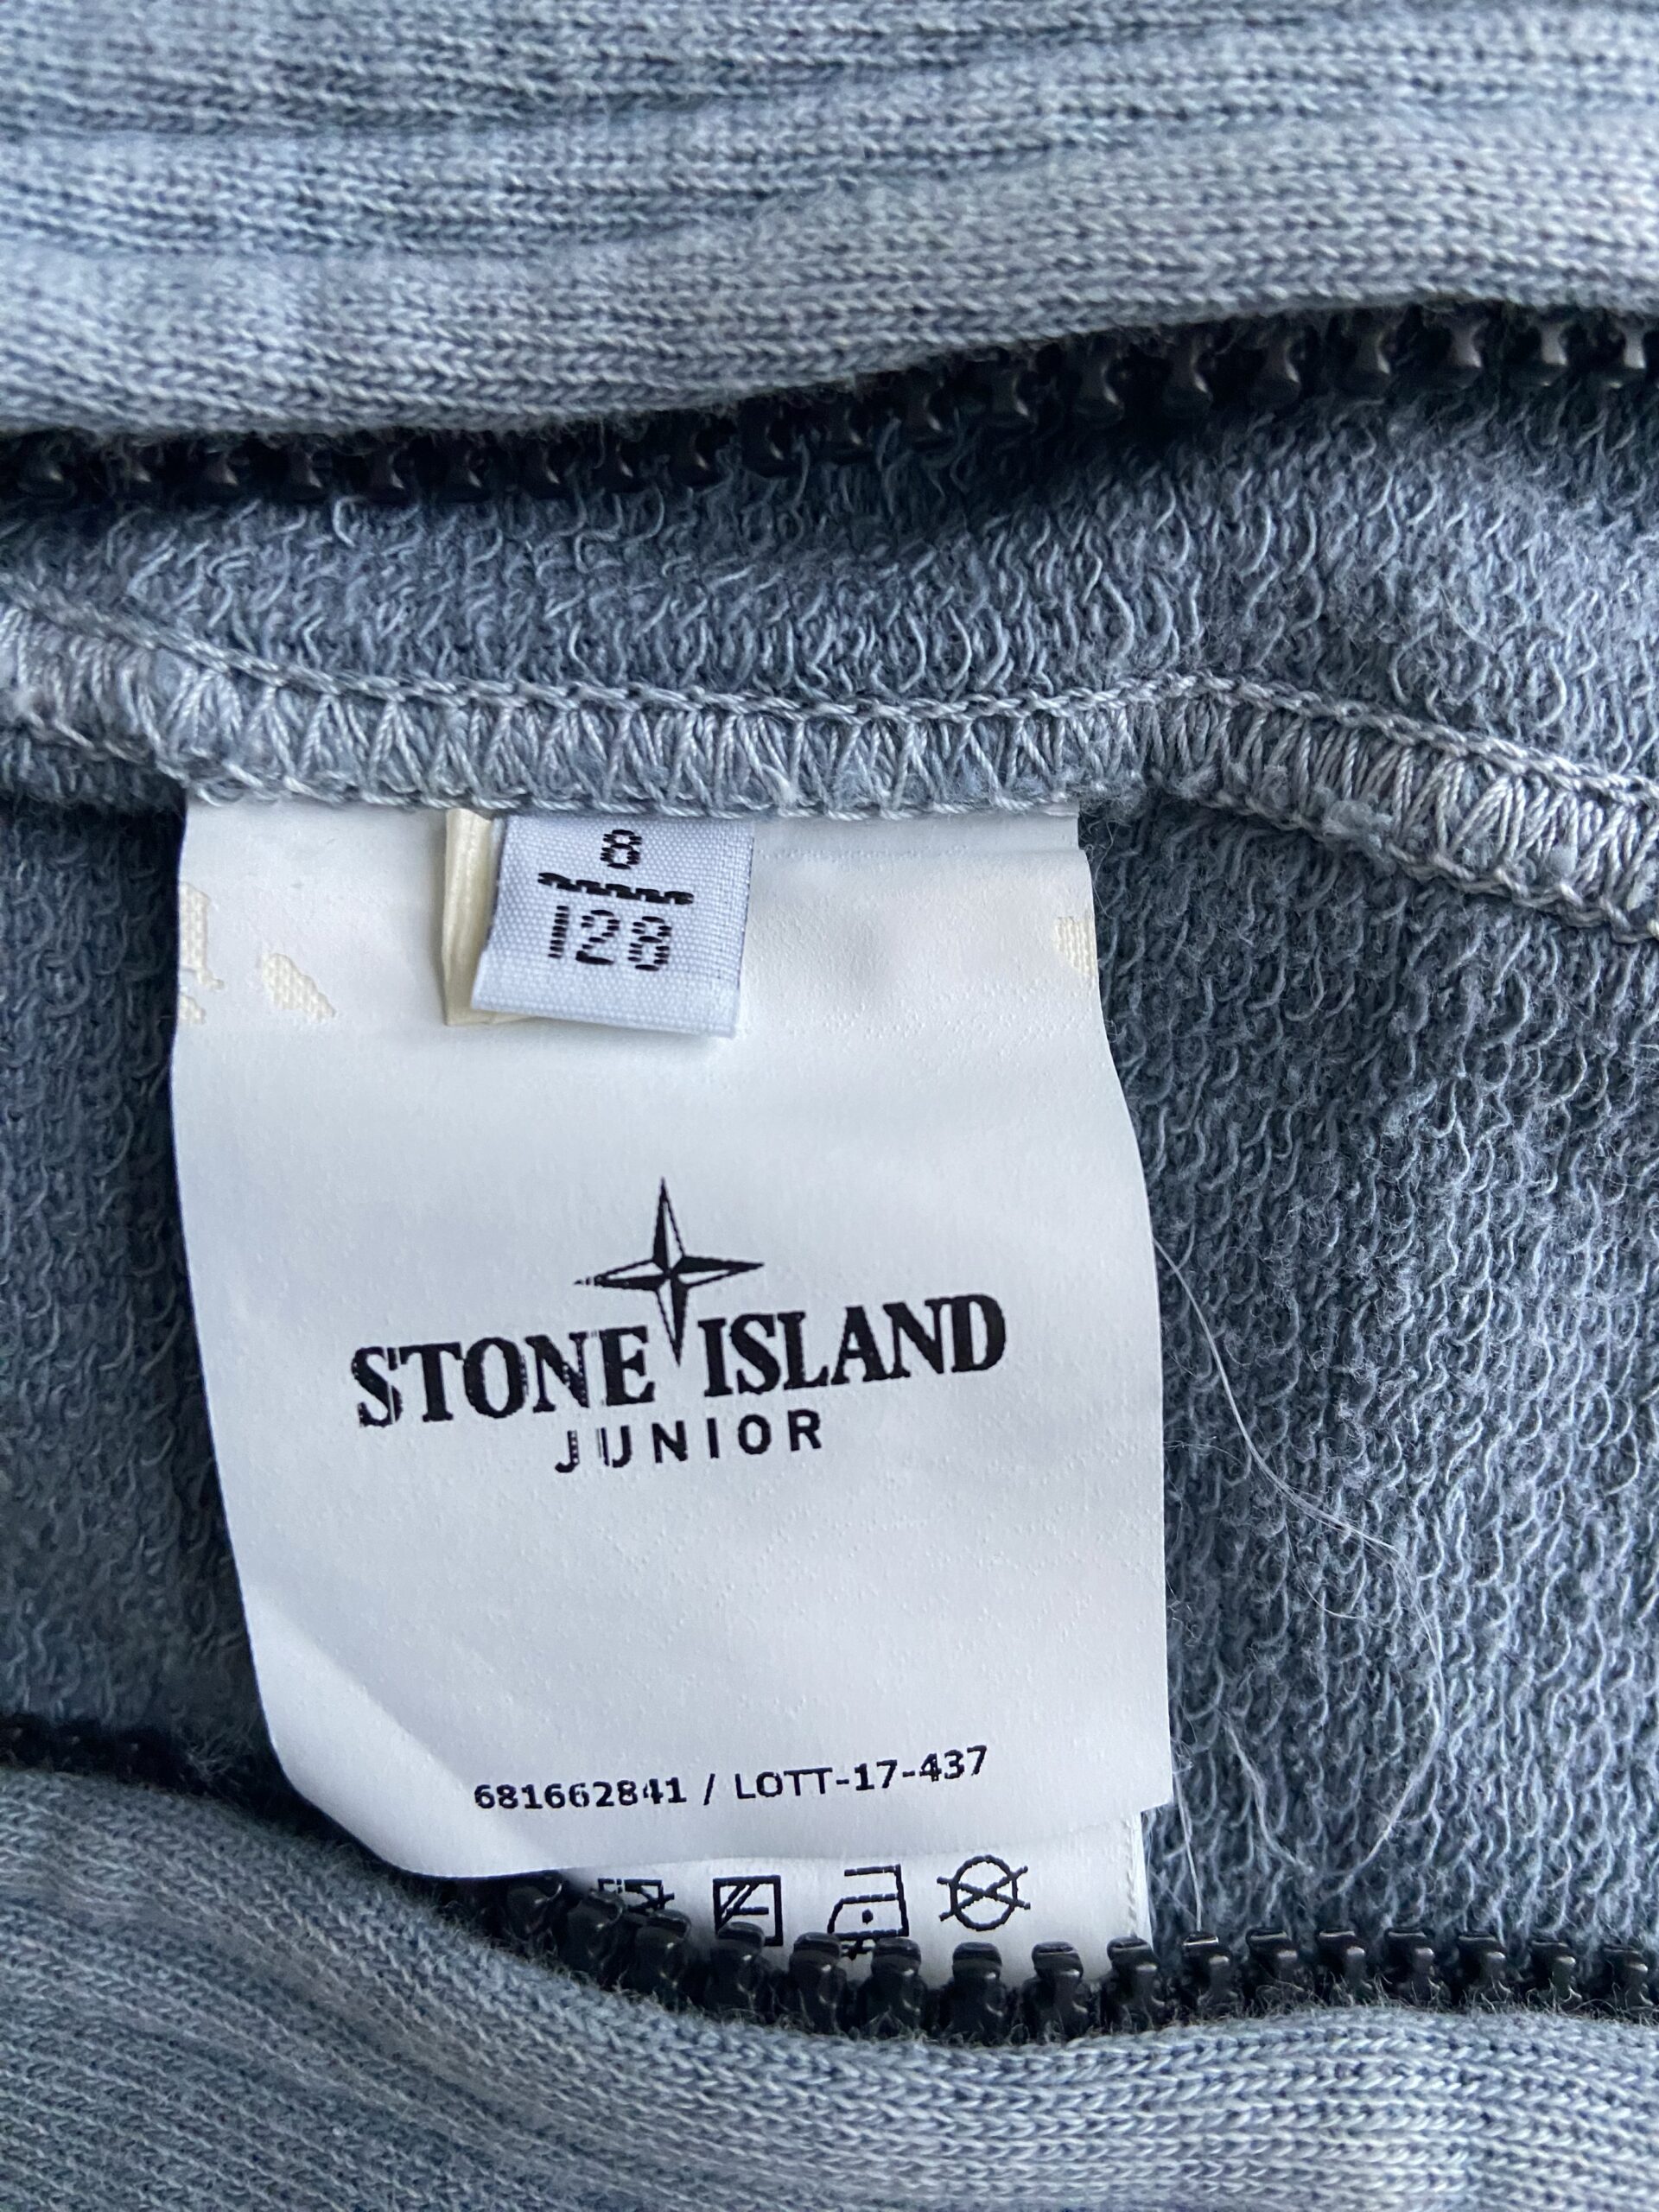 8
128
STONE ISLAND
JUNIOR
681662841 / LOTT-17-437